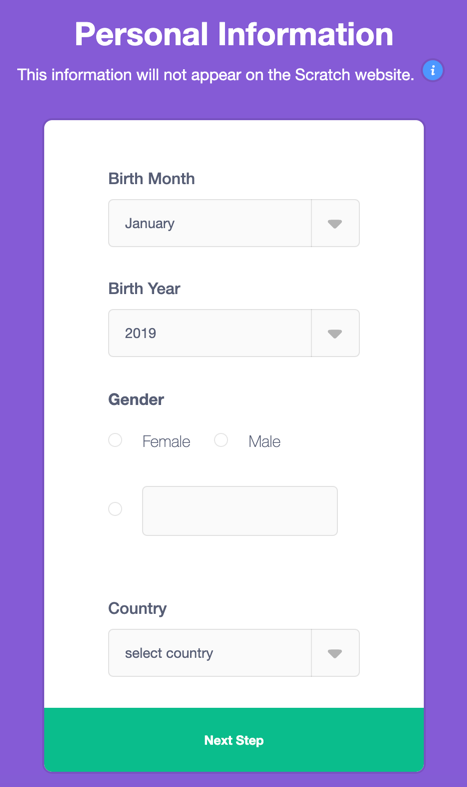 Personal Information
This information will not appear on the Scratch website. i
Birth Month
January
Birth Year
2019
Gender
Female Male
Country
select country
Next Step